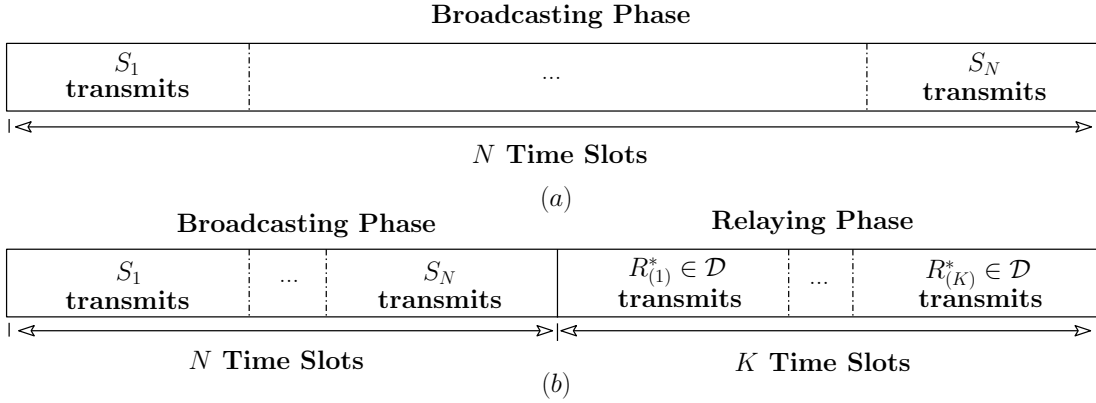 Broadcasting Phase
S_1 ... S_N
transmits transmits
N Time Slots
(a)
Broadcasting Phase Relaying Phase
S_1 ... S_N R^*_{(1)} ∈ 𝒟 ... R^*_{(K)} ∈ 𝒟
transmits transmits transmits transmits
N Time Slots K Time Slots
(b)